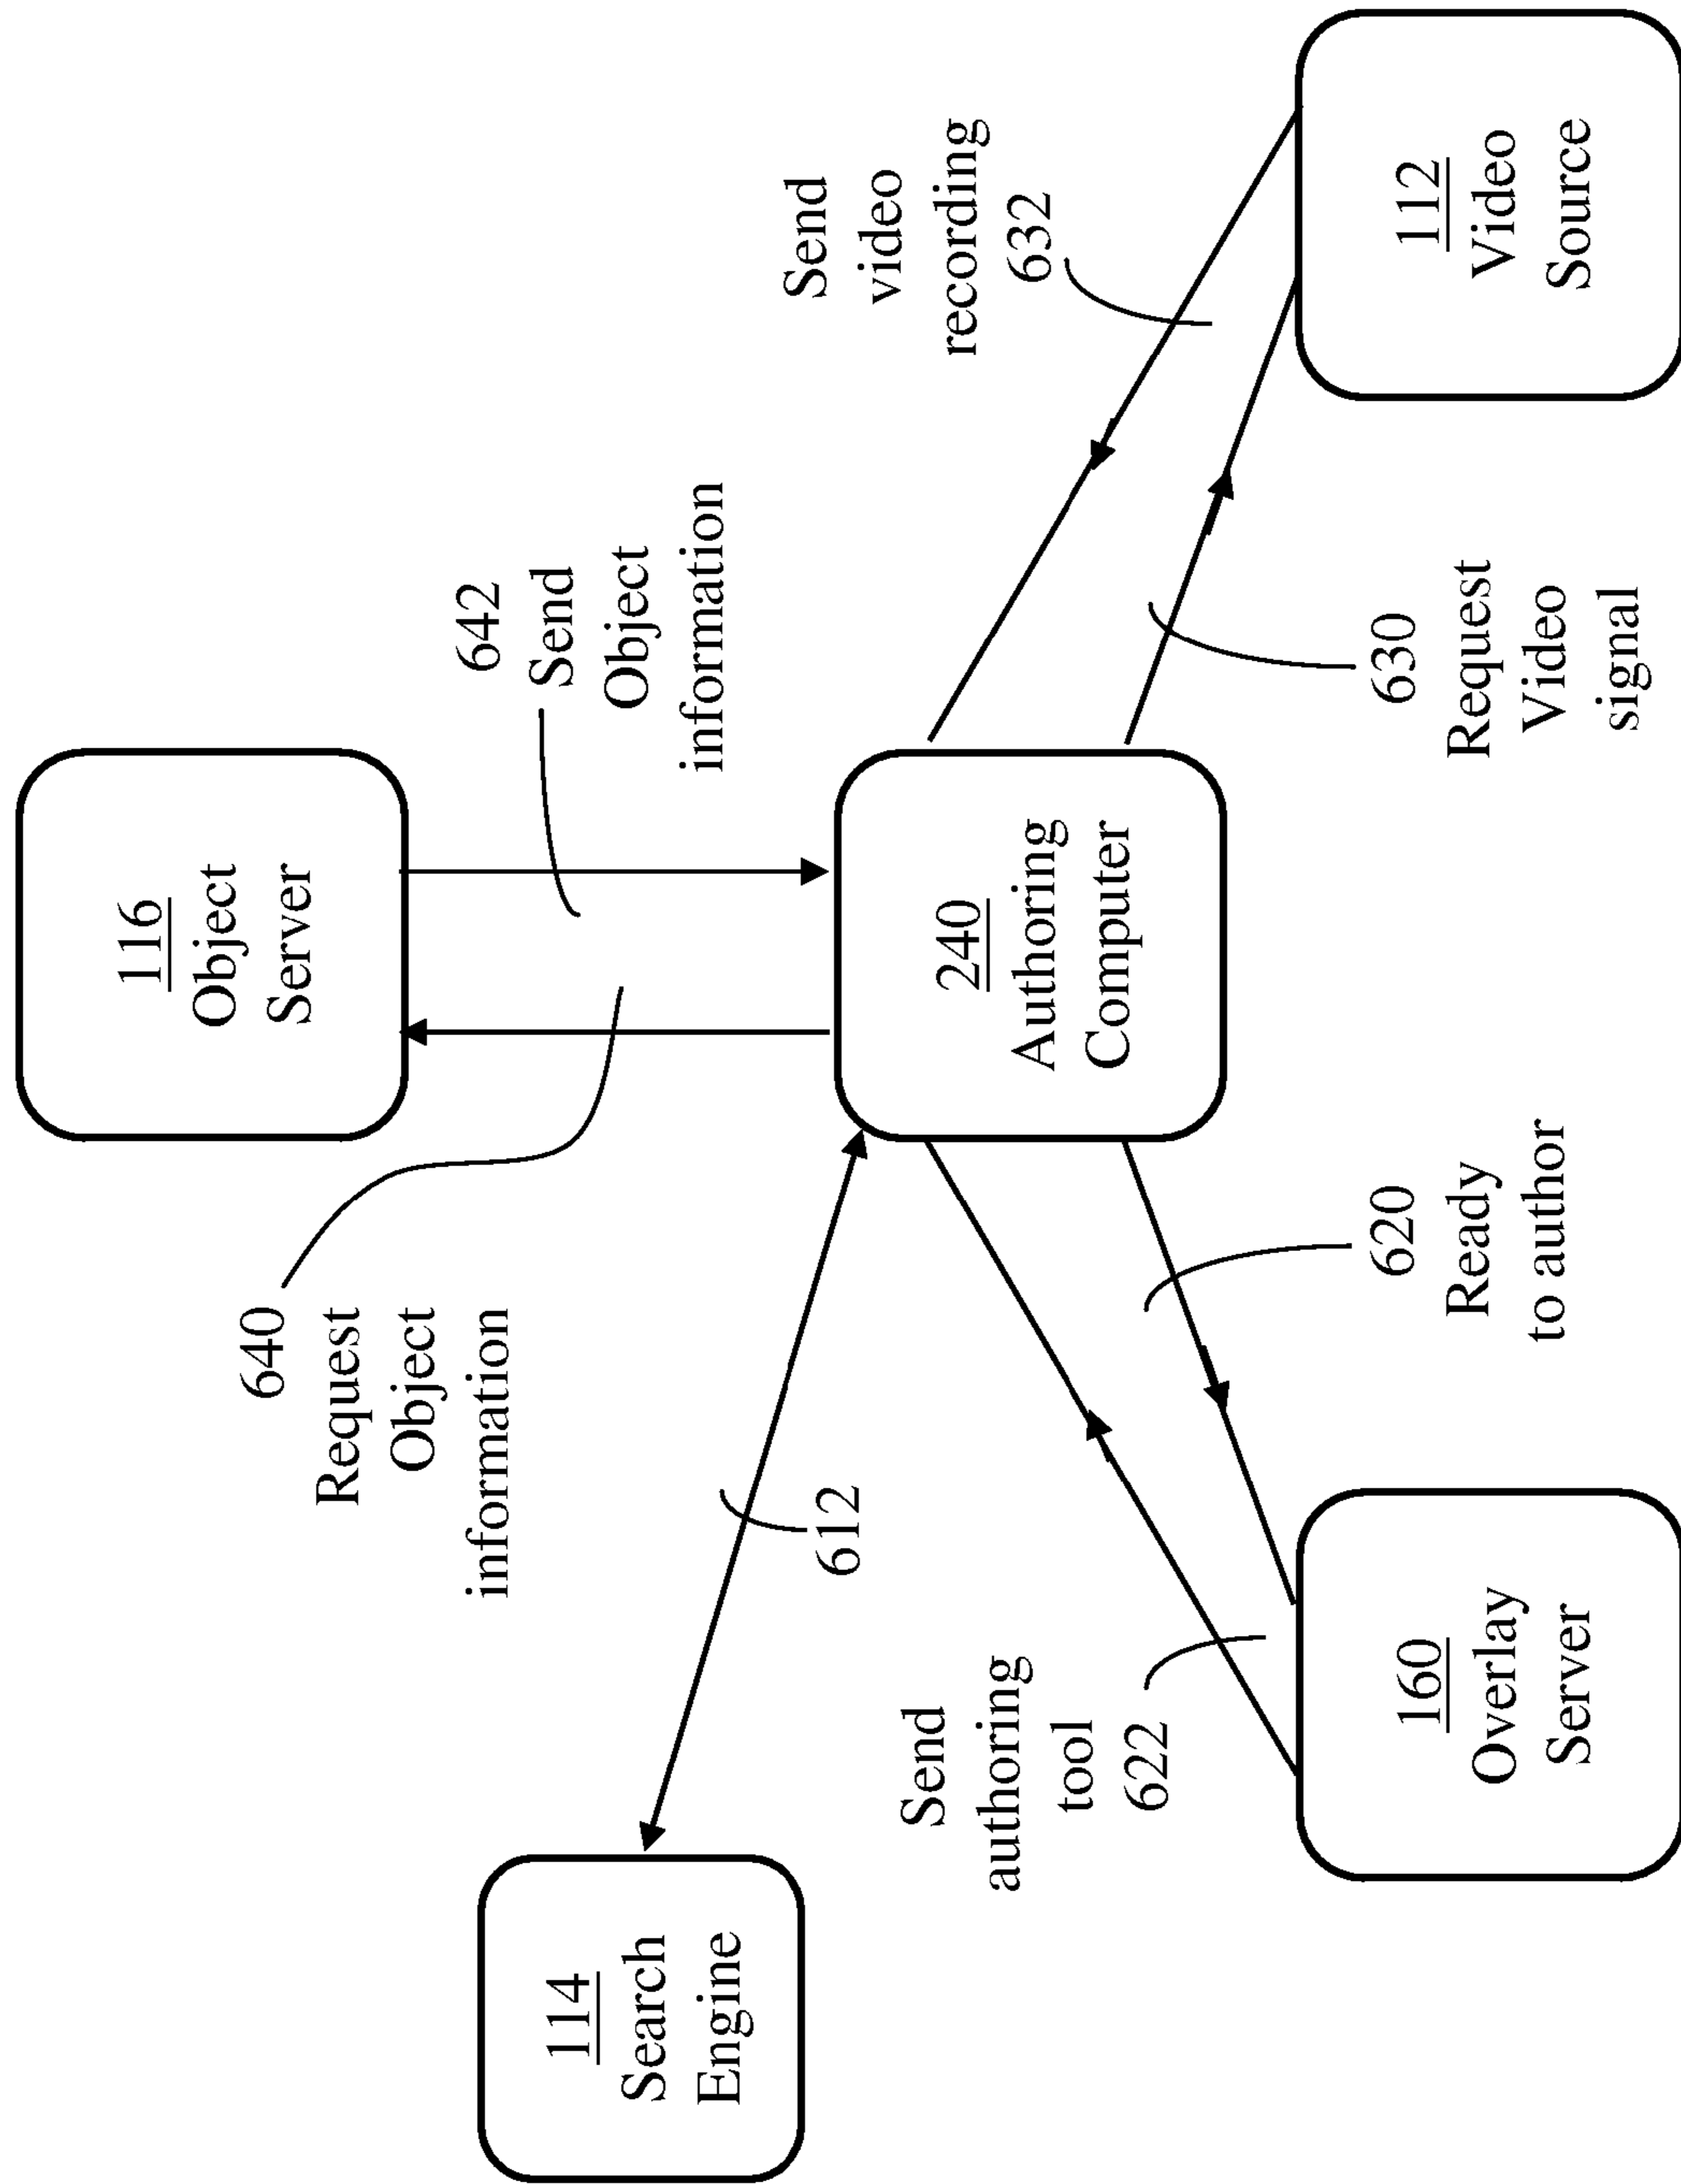 116
Object
Server
640
Request
Object
information
642
Send
Object
information
114
Search
Engine
612
Send
video
recording
632
240
Authoring
Computer
Send
authoring
tool
622
620
Ready
to author
630
Request
Video
signal
160
Overlay
Server
112
Video
Source